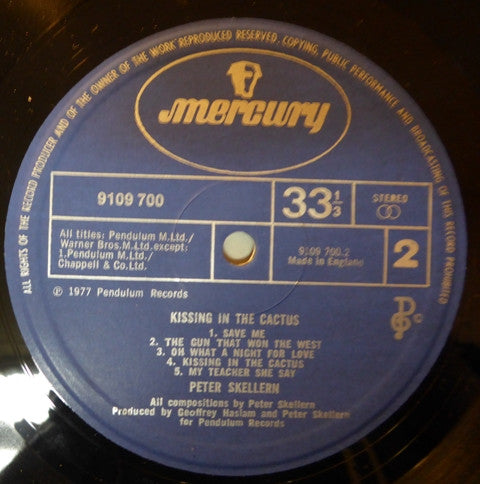 ALL RIGHTS OF THE RECORD PRODUCER AND OF THE OWNER OF THE WORK REPRODUCED RESERVED. COPYING, PUBLIC PERFORMANCE AND BROADCASTING OF THIS RECORD PROHIBITED
mercury
9109 700
33 1/3
STEREO
All titles: Pendulum M.Ltd./
Warner Bros.M.Ltd.except:
1.Pendulum M.Ltd./
Chappell & Co.Ltd.
9109 700.2
Made in England
2
℗ 1977 Pendulum Records
KISSING IN THE CACTUS
1. SAVE ME
2. THE GUN THAT WON THE WEST
3. OH WHAT A NIGHT FOR LOVE
4. KISSING IN THE CACTUS
5. MY TEACHER SHE SAY
PETER SKELLERN
All compositions by Peter Skellern
Produced by Geoffrey Haslam and Peter Skellern
for Pendulum Records